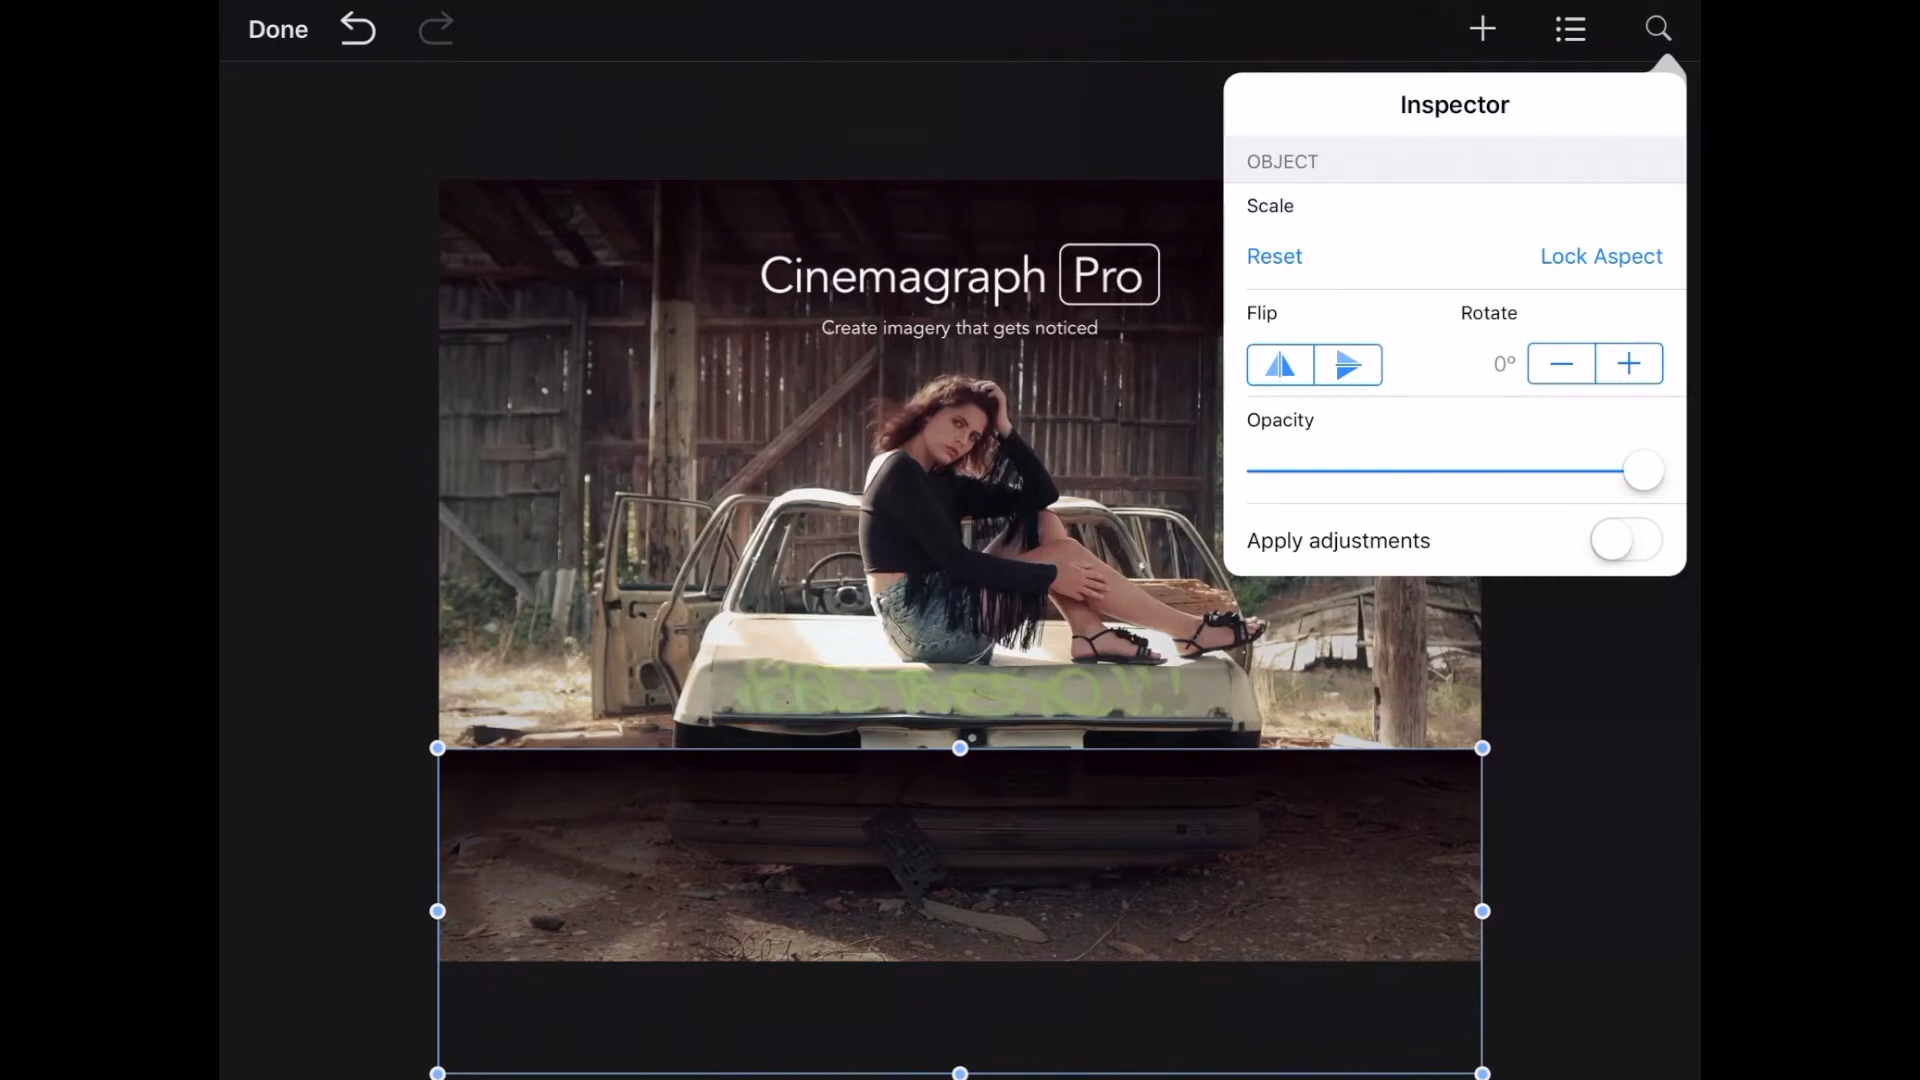 Done
Inspector
OBJECT
Scale
Reset
Lock Aspect
Flip
Rotate
0°
Opacity
Apply adjustments
Cinemagraph Pro
Create imagery that gets noticed